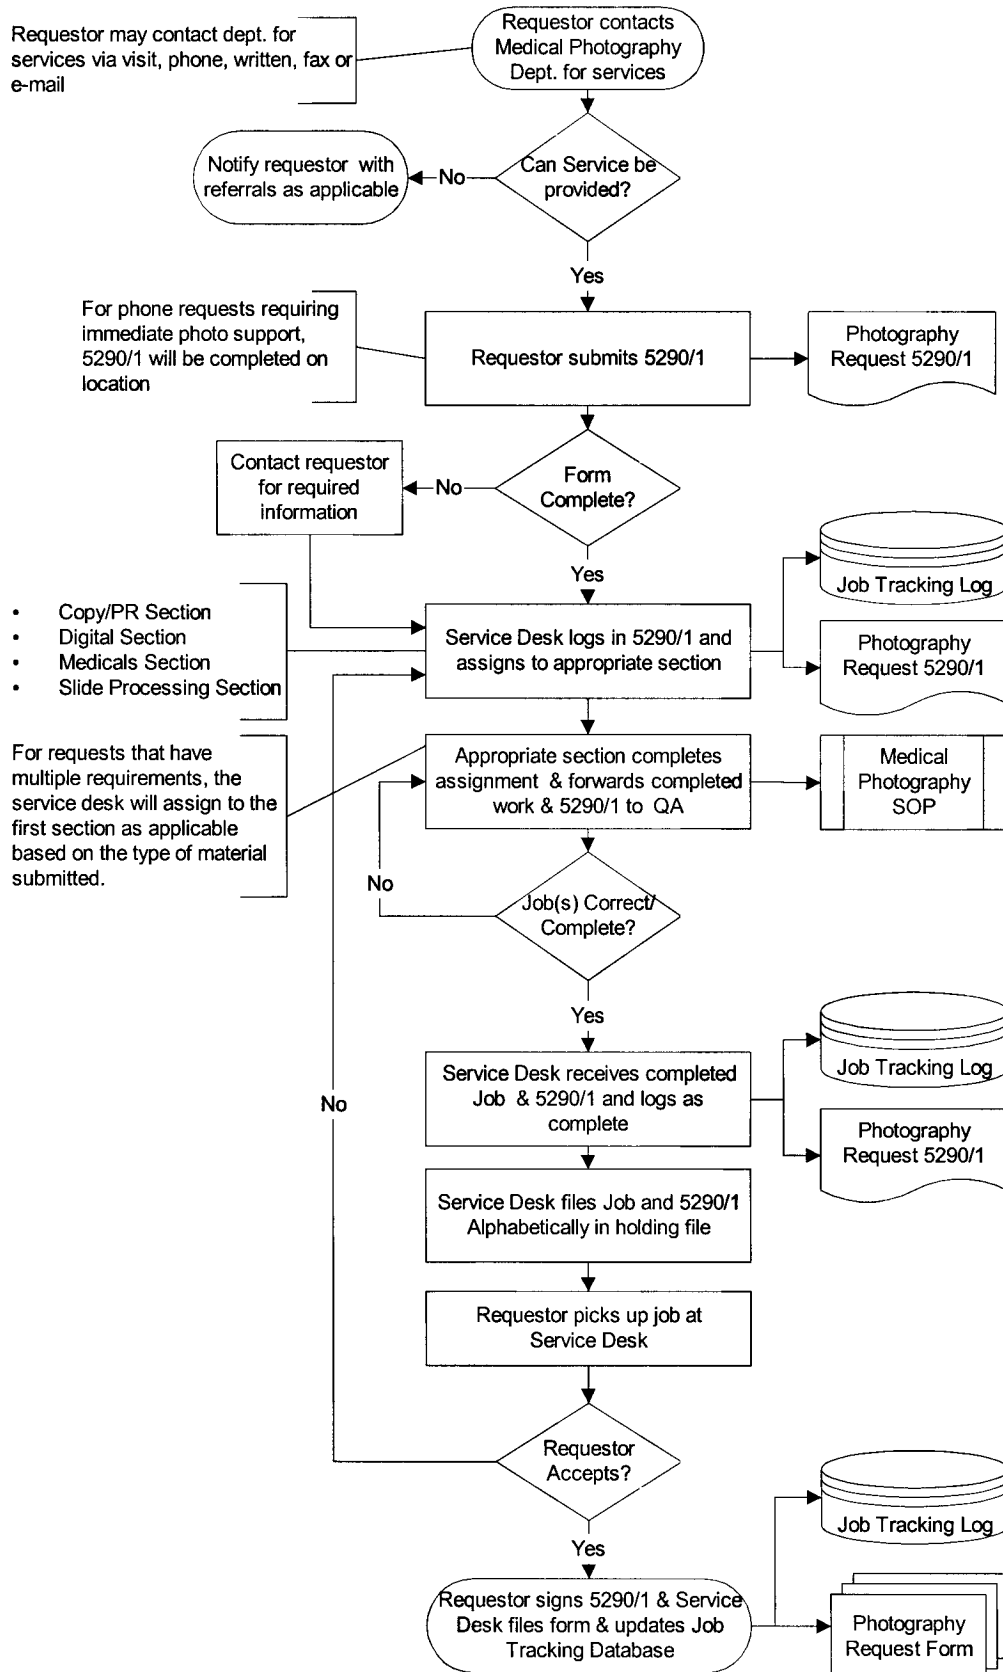 Requestor may contact dept. for
services via visit, phone, written, fax or
e-mail
Requestor contacts
Medical Photography
Dept. for services
Notify requestor with
referrals as applicable
No
Can Service be
provided?
Yes
For phone requests requiring
immediate photo support,
5290/1 will be completed on
location
Requestor submits 5290/1
Photography
Request 5290/1
Contact requestor
for required
information
No
Form
Complete?
Yes
Job Tracking Log
• Copy/PR Section
• Digital Section
• Medicals Section
• Slide Processing Section
Service Desk logs in 5290/1 and
assigns to appropriate section
Photography
Request 5290/1
For requests that have
multiple requirements, the
service desk will assign to the
first section as applicable
based on the type of material
submitted.
Appropriate section completes
assignment & forwards completed
work & 5290/1 to QA
Medical
Photography
SOP
No
Job(s) Correct/
Complete?
Yes
Job Tracking Log
No
Service Desk receives completed
Job & 5290/1 and logs as
complete
Photography
Request 5290/1
Service Desk files Job and 5290/1
Alphabetically in holding file
Requestor picks up job at
Service Desk
Requestor
Accepts?
Yes
Job Tracking Log
Requestor signs 5290/1 & Service
Desk files form & updates Job
Tracking Database
Photography
Request Form